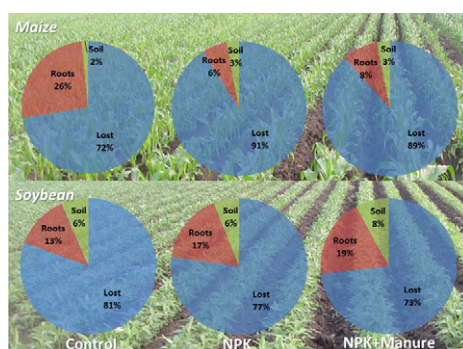 Maize
Soil
2%
Roots
26%
Lost
72%
Soil
3%
Roots
6%
Lost
91%
Soil
3%
Roots
8%
Lost
89%
Soybean
Soil
6%
Roots
13%
Lost
81%
Soil
6%
Roots
17%
Lost
77%
Soil
8%
Roots
19%
Lost
73%
Control
NPK
NPK+Manure